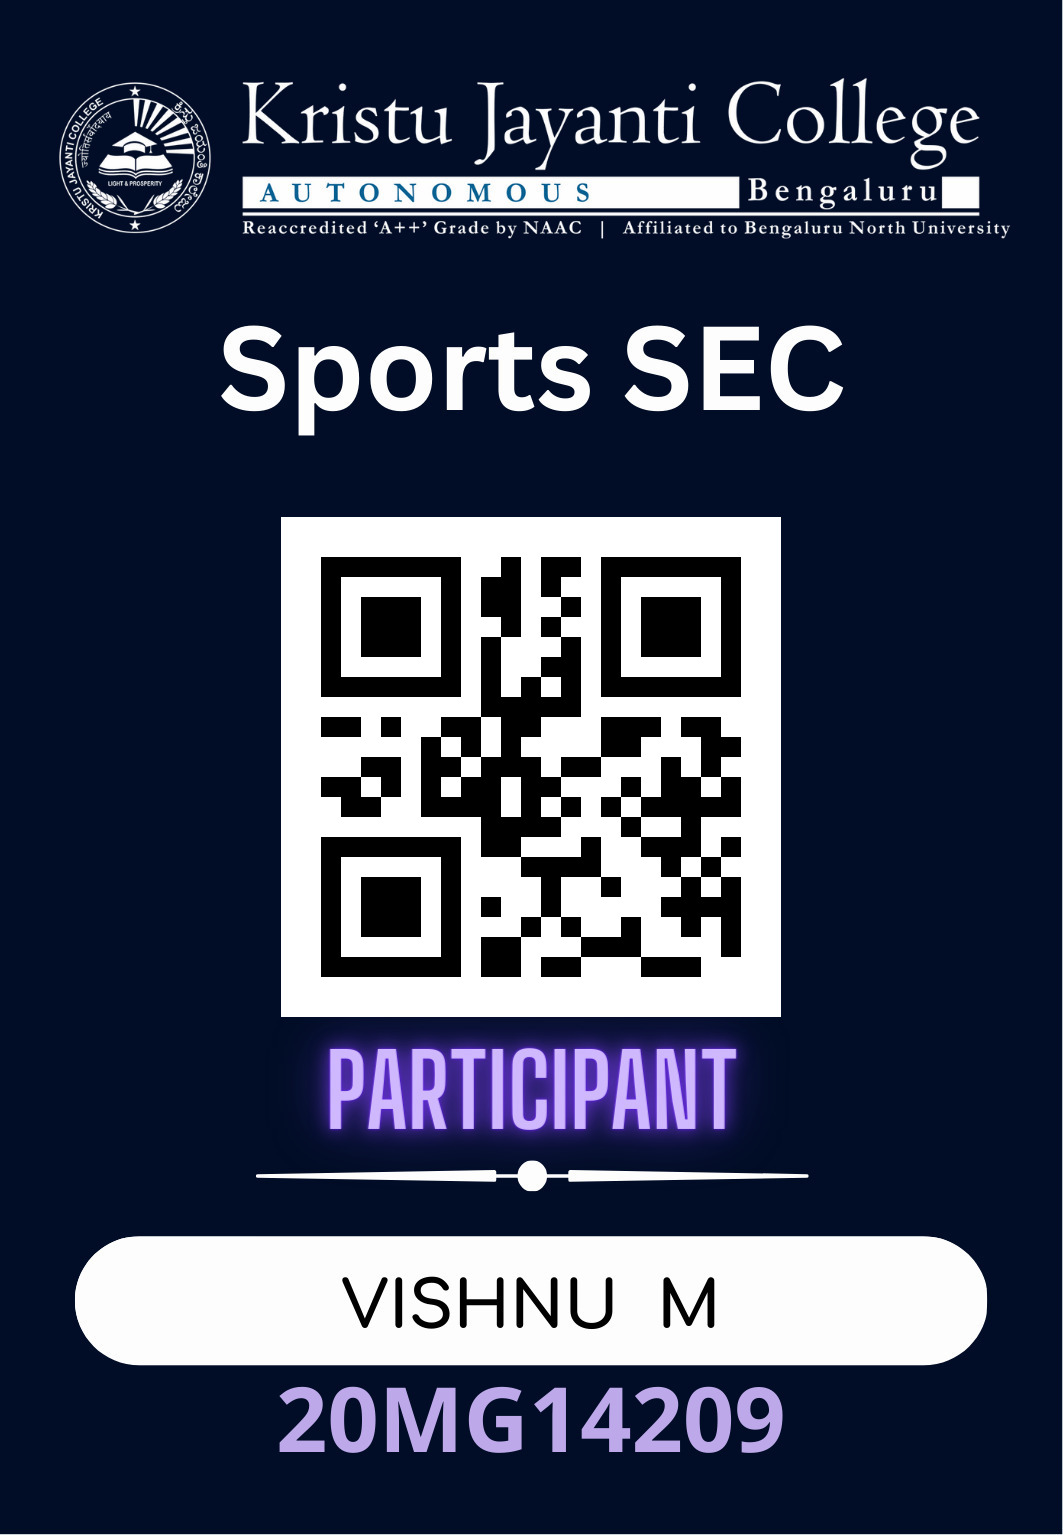 KRISTU JAYANTI COLLEGE
ಕ್ರಿಸ್ತು ಜಯಂತಿ ಕಾಲೇಜು
LIGHT & PROSPERITY
Kristu Jayanti College
AUTONOMOUS Bengaluru
Reaccredited ‘A++’ Grade by NAAC | Affiliated to Bengaluru North University
Sports SEC
PARTICIPANT
VISHNU M
20MG14209